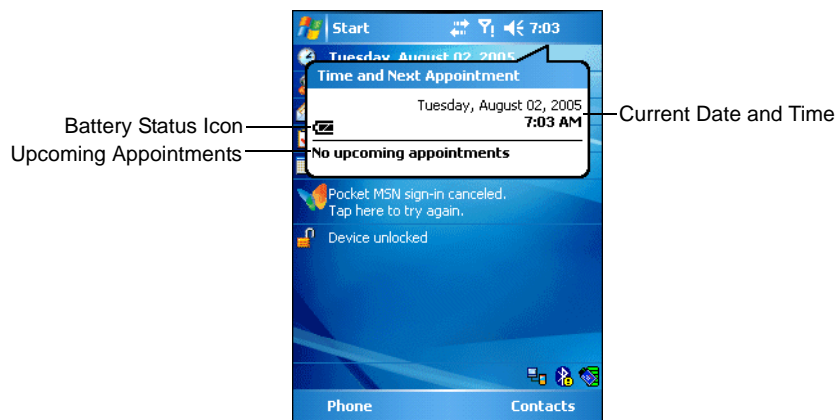 Start 7:03
Tuesday, August 02, 2005
Time and Next Appointment
Tuesday, August 02, 2005
7:03 AM
Current Date and Time
Battery Status Icon
Upcoming Appointments
No upcoming appointments
Pocket MSN sign-in canceled.
Tap here to try again.
Device unlocked
Phone Contacts